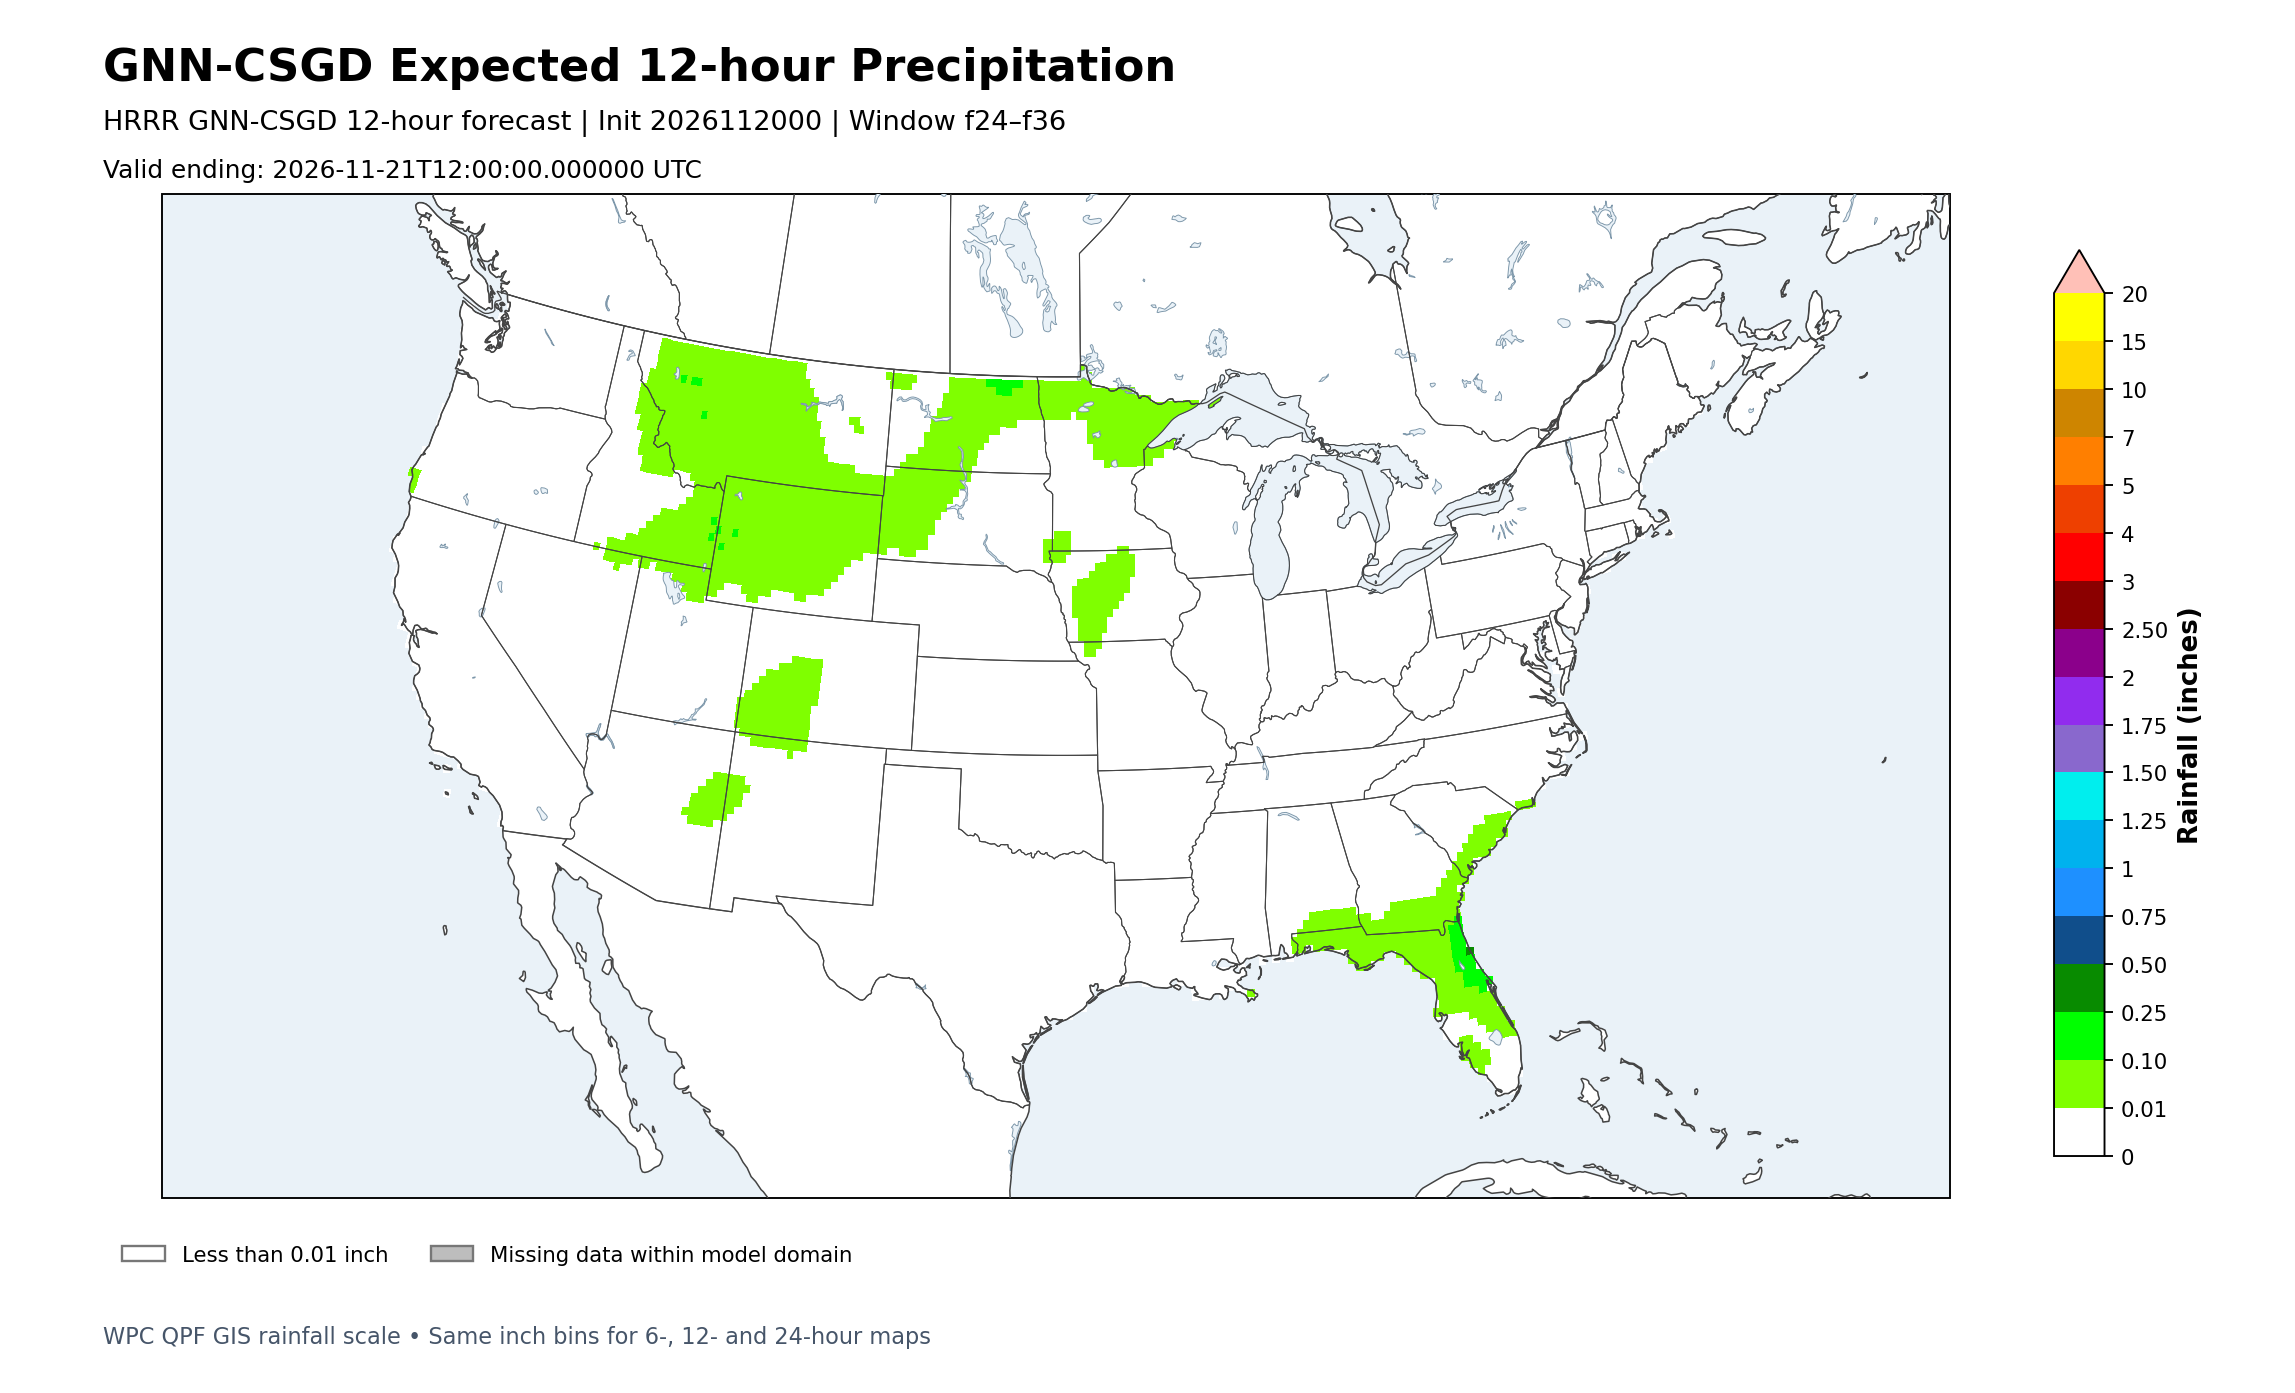 GNN-CSGD Expected 12-hour Precipitation
HRRR GNN-CSGD 12-hour forecast | Init 2026112000 | Window f24–f36
Valid ending: 2026-11-21T12:00:00.000000 UTC
20
15
10
7
5
4
3
2.50
2
1.75
1.50
1.25
1
0.75
0.50
0.25
0.10
0.01
0
Rainfall (inches)
Less than 0.01 inch
Missing data within model domain
WPC QPF GIS rainfall scale • Same inch bins for 6-, 12- and 24-hour maps